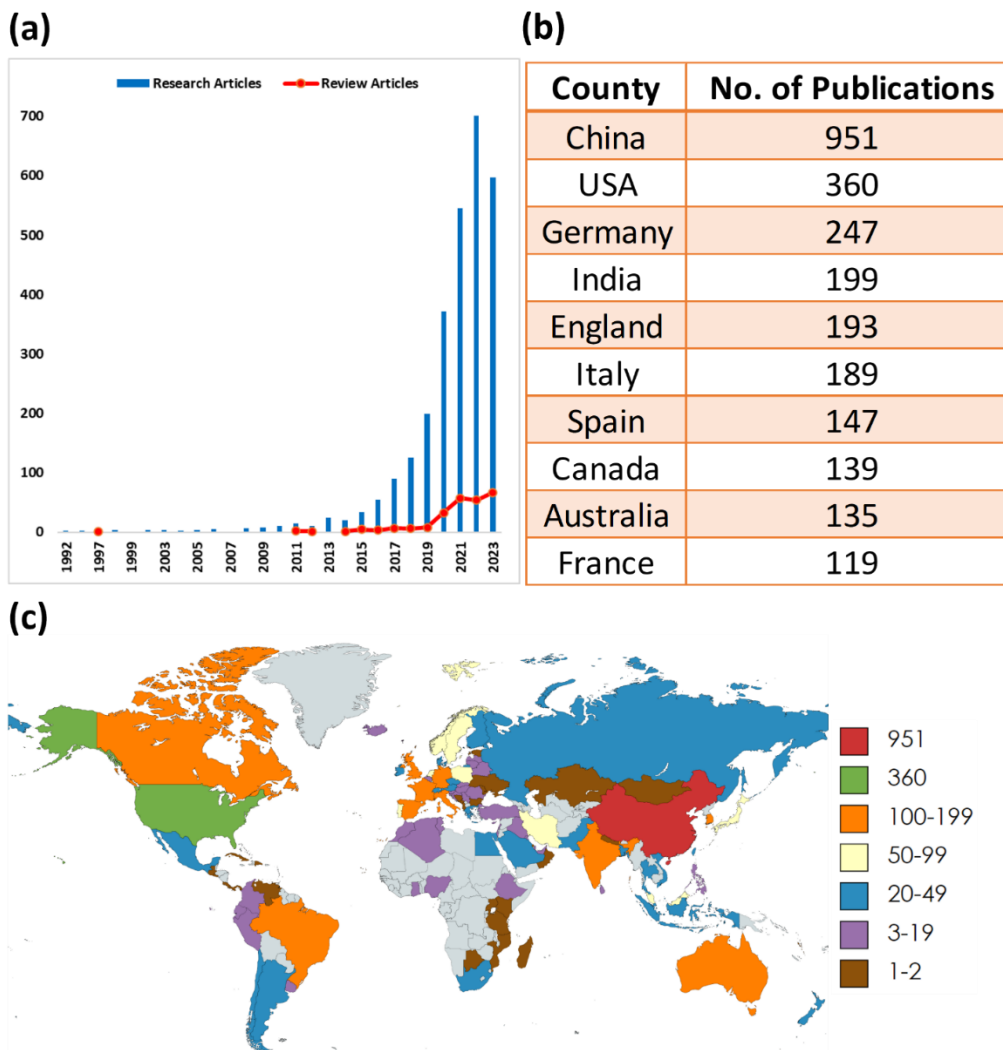 (a)
(b)
Research Articles Review Articles
700
600
500
400
300
200
100
0
1992
1997
1999
2001
2003
2005
2007
2009
2011
2013
2015
2017
2019
2021
2023
County No. of Publications
China 951
USA 360
Germany 247
India 199
England 193
Italy 189
Spain 147
Canada 139
Australia 135
France 119
(c)
951
360
100-199
50-99
20-49
3-19
1-2